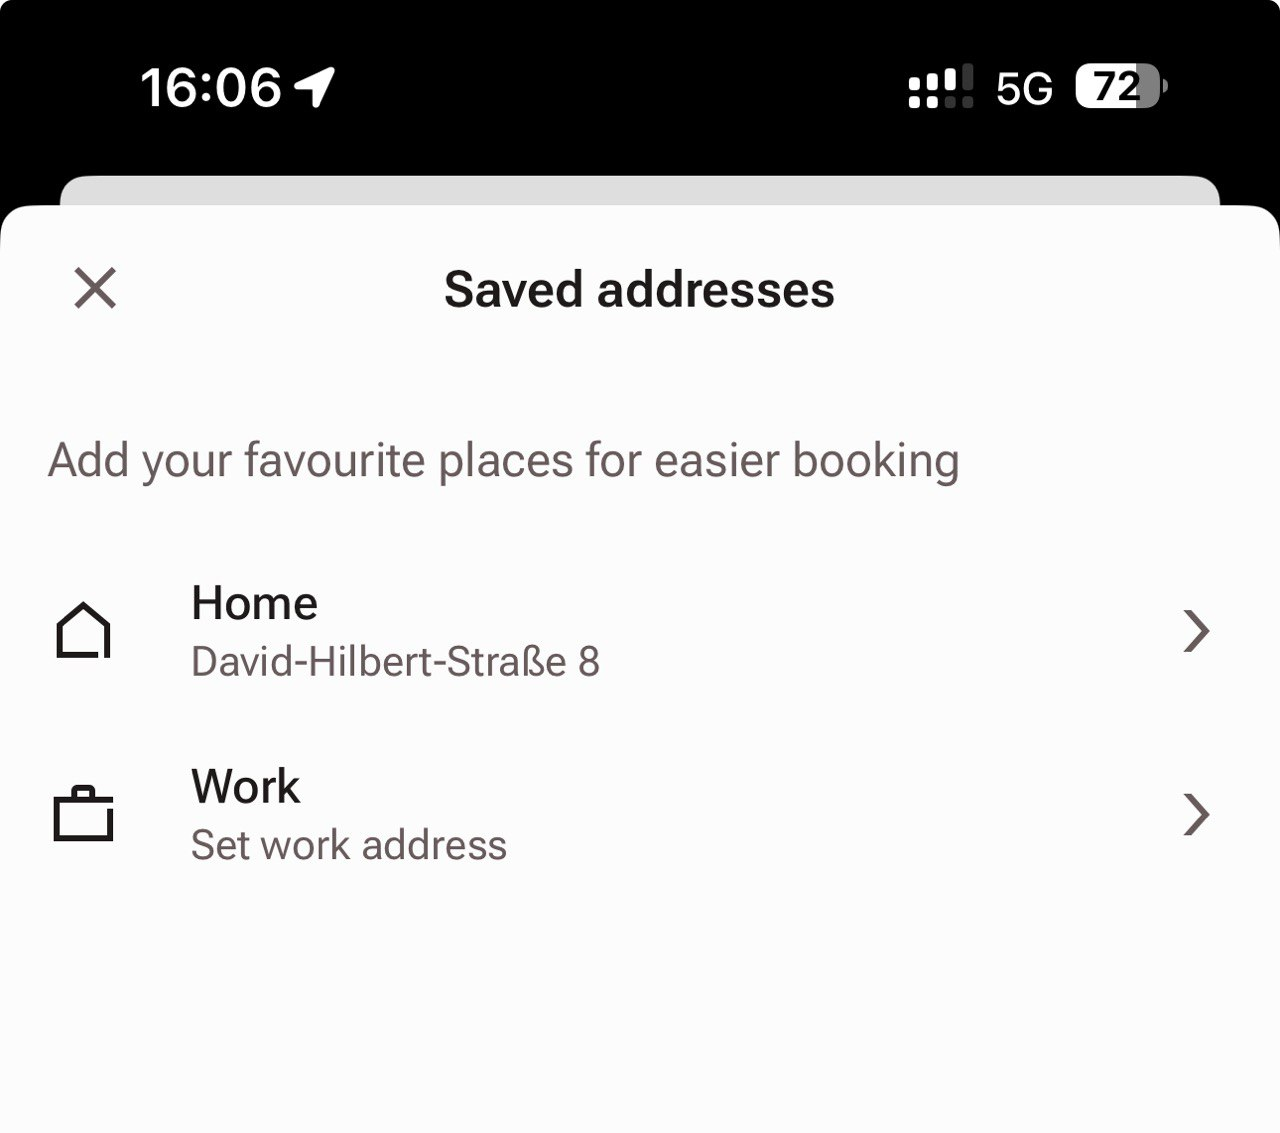 16:06 5G 72
Saved addresses
Add your favourite places for easier booking
Home
David-Hilbert-Straße 8
Work
Set work address